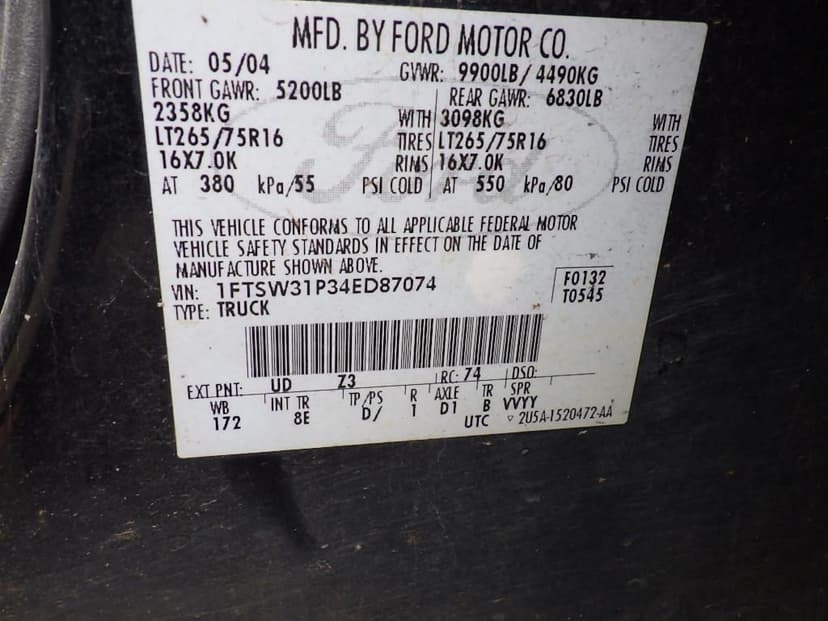 MFD. BY FORD MOTOR CO.
DATE: 05/04 GVWR: 9900LB/ 4490KG
FRONT GAWR: 5200LB REAR GAWR: 6830LB
2358KG WITH 3098KG WITH
LT265/75R16 TIRES LT265/75R16 TIRES
16X7.0K RIMS 16X7.0K RIMS
AT 380 kPa/55 PSI COLD AT 550 kPa/80 PSI COLD
Ford
THIS VEHICLE CONFORMS TO ALL APPLICABLE FEDERAL MOTOR
VEHICLE SAFETY STANDARDS IN EFFECT ON THE DATE OF
MANUFACTURE SHOWN ABOVE.
VIN: 1FTSW31P34ED87074 F0132
TYPE: TRUCK T0545
EXT PNT: UD Z3 RC: 74 DSO:
WB INT TR TP/PS R AXLE TR SPR
172 8E D/ 1 D1 B VVYY
UTC ▽ 2U5A-1520472-AA